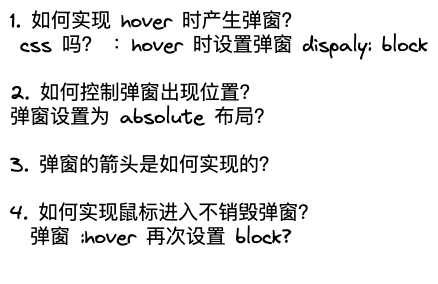 1. 如何实现 hover 时产生弹窗?
css 吗? : hover 时设置弹窗 dispaly: block
2. 如何控制弹窗出现位置?
弹窗设置为 absolute 布局?
3. 弹窗的箭头是如何实现的?
4. 如何实现鼠标进入不销毁弹窗?
弹窗 :hover 再次设置 block?